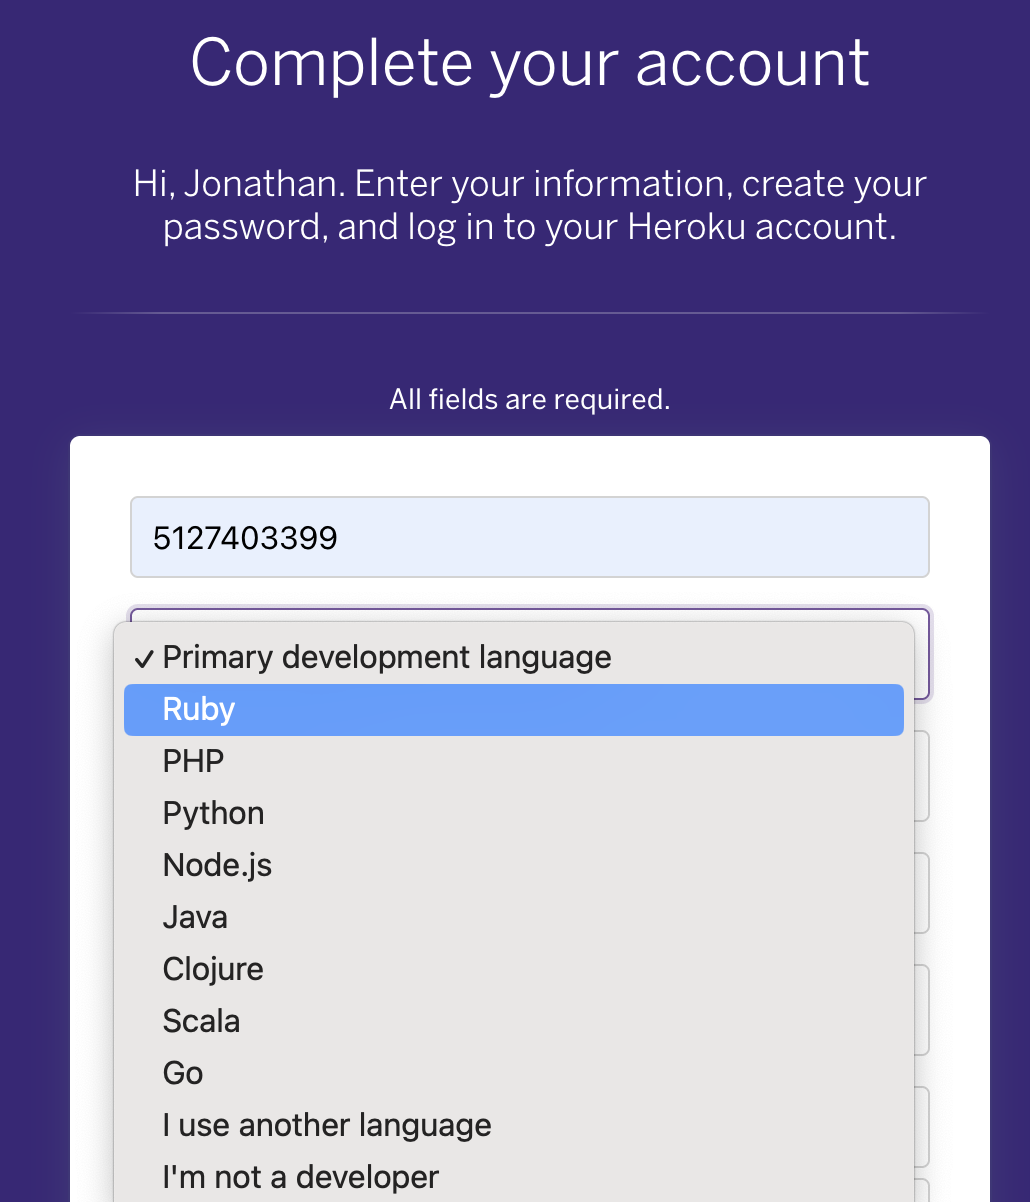 Complete your account
Hi, Jonathan. Enter your information, create your
password, and log in to your Heroku account.
All fields are required.
5127403399
✓ Primary development language
Ruby
PHP
Python
Node.js
Java
Clojure
Scala
Go
I use another language
I'm not a developer